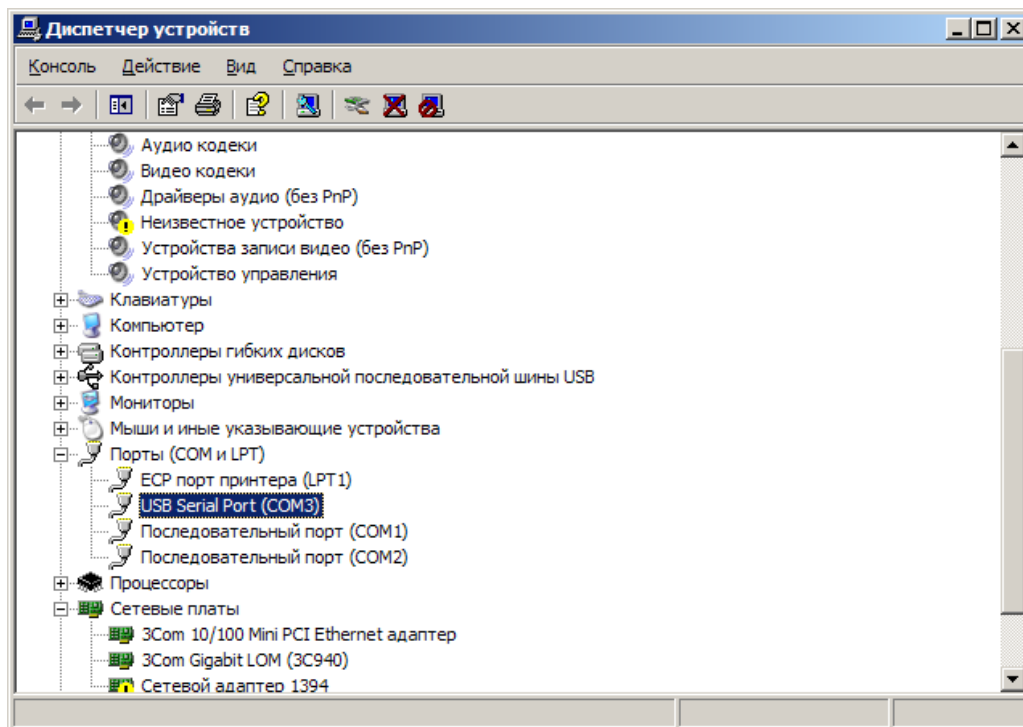 Диспетчер устройств
Консоль Действие Вид Справка
Аудио кодеки
Видео кодеки
Драйверы аудио (без PnP)
Неизвестное устройство
Устройства записи видео (без PnP)
Устройство управления
Клавиатуры
Компьютер
Контроллеры гибких дисков
Контроллеры универсальной последовательной шины USB
Мониторы
Мыши и иные указывающие устройства
Порты (COM и LPT)
ECP порт принтера (LPT1)
USB Serial Port (COM3)
Последовательный порт (COM1)
Последовательный порт (COM2)
Процессоры
Сетевые платы
3Com 10/100 Mini PCI Ethernet адаптер
3Com Gigabit LOM (3C940)
Сетевой адаптер 1394